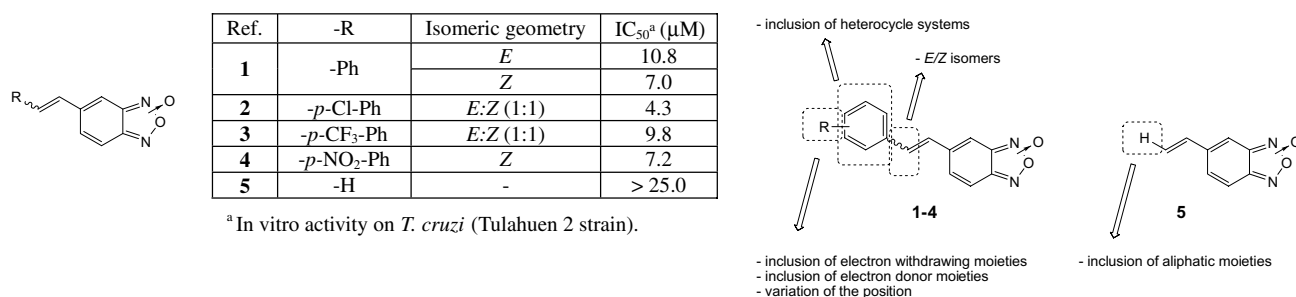 R
N
O
O
N
Ref. -R Isomeric geometry IC50a (μM)
1 -Ph E 10.8
Z 7.0
2 -p-Cl-Ph E:Z (1:1) 4.3
3 -p-CF3-Ph E:Z (1:1) 9.8
4 -p-NO2-Ph Z 7.2
5 -H - > 25.0
a In vitro activity on T. cruzi (Tulahuen 2 strain).
- inclusion of heterocycle systems
- E/Z isomers
R
N
O
O
N
1-4
- inclusion of electron withdrawing moieties
- inclusion of electron donor moieties
- variation of the position
H
N
O
O
N
5
- inclusion of aliphatic moieties